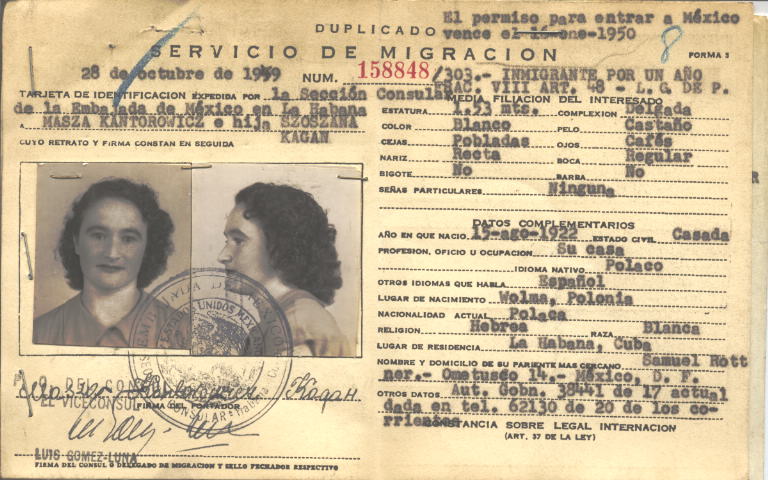 El permiso para entrar a México
DUPLICADO vence el 16-ene-1950
SERVICIO DE MIGRACION
8
FORMA 5
28 de octubre de 1949 NUM. 158848/303.- INMIGRANTE POR UN AÑO
FRAC. VIII ART. 48 - L. G. DE P.
TARJETA DE IDENTIFICACION EXPEDIDA POR la Sección Consular
de la Embajada de México en La Habana
A MASZA KANTOROWICZ e hija SZOSZANA
KAGAN
CUYO RETRATO Y FIRMA CONSTAN EN SEGUIDA
EL VICECONSUL
FIRMA DEL PORTADOR
Kagan
LUIS GOMEZ-LUNA
FIRMA DEL CONSUL O DELEGADO DE MIGRACION Y SELLO FECHADOR RESPECTIVO
MEDIA FILIACION DEL INTERESADO
ESTATURA 1.53 mts. COMPLEXION Delgada
COLOR Blanco PELO Castaño
CEJAS Pobladas OJOS Cafés
NARIZ Recta BOCA Regular
BIGOTE No BARBA No
SEÑAS PARTICULARES Ninguna
DATOS COMPLEMENTARIOS
AÑO EN QUE NACIO 15-ago-1922 ESTADO CIVIL Casada
PROFESION, OFICIO U OCUPACION Su casa
IDIOMA NATIVO Polaco
OTROS IDIOMAS QUE HABLA Español
LUGAR DE NACIMIENTO Wolma, Polonia
NACIONALIDAD ACTUAL Polaca
RELIGION Hebrea RAZA Blanca
LUGAR DE RESIDENCIA La Habana, Cuba
NOMBRE Y DOMICILIO DE SU PARIENTE MAS CERCANO Samuel Rott
ner.- Ometusco 14.- México, D. F.
OTROS DATOS Aut. Gobn. 38441 de 17 actual
dada en tel. 62130 de 20 de los co-
rrientes
CONSTANCIA SOBRE LEGAL INTERNACION
(ART. 37 DE LA LEY)